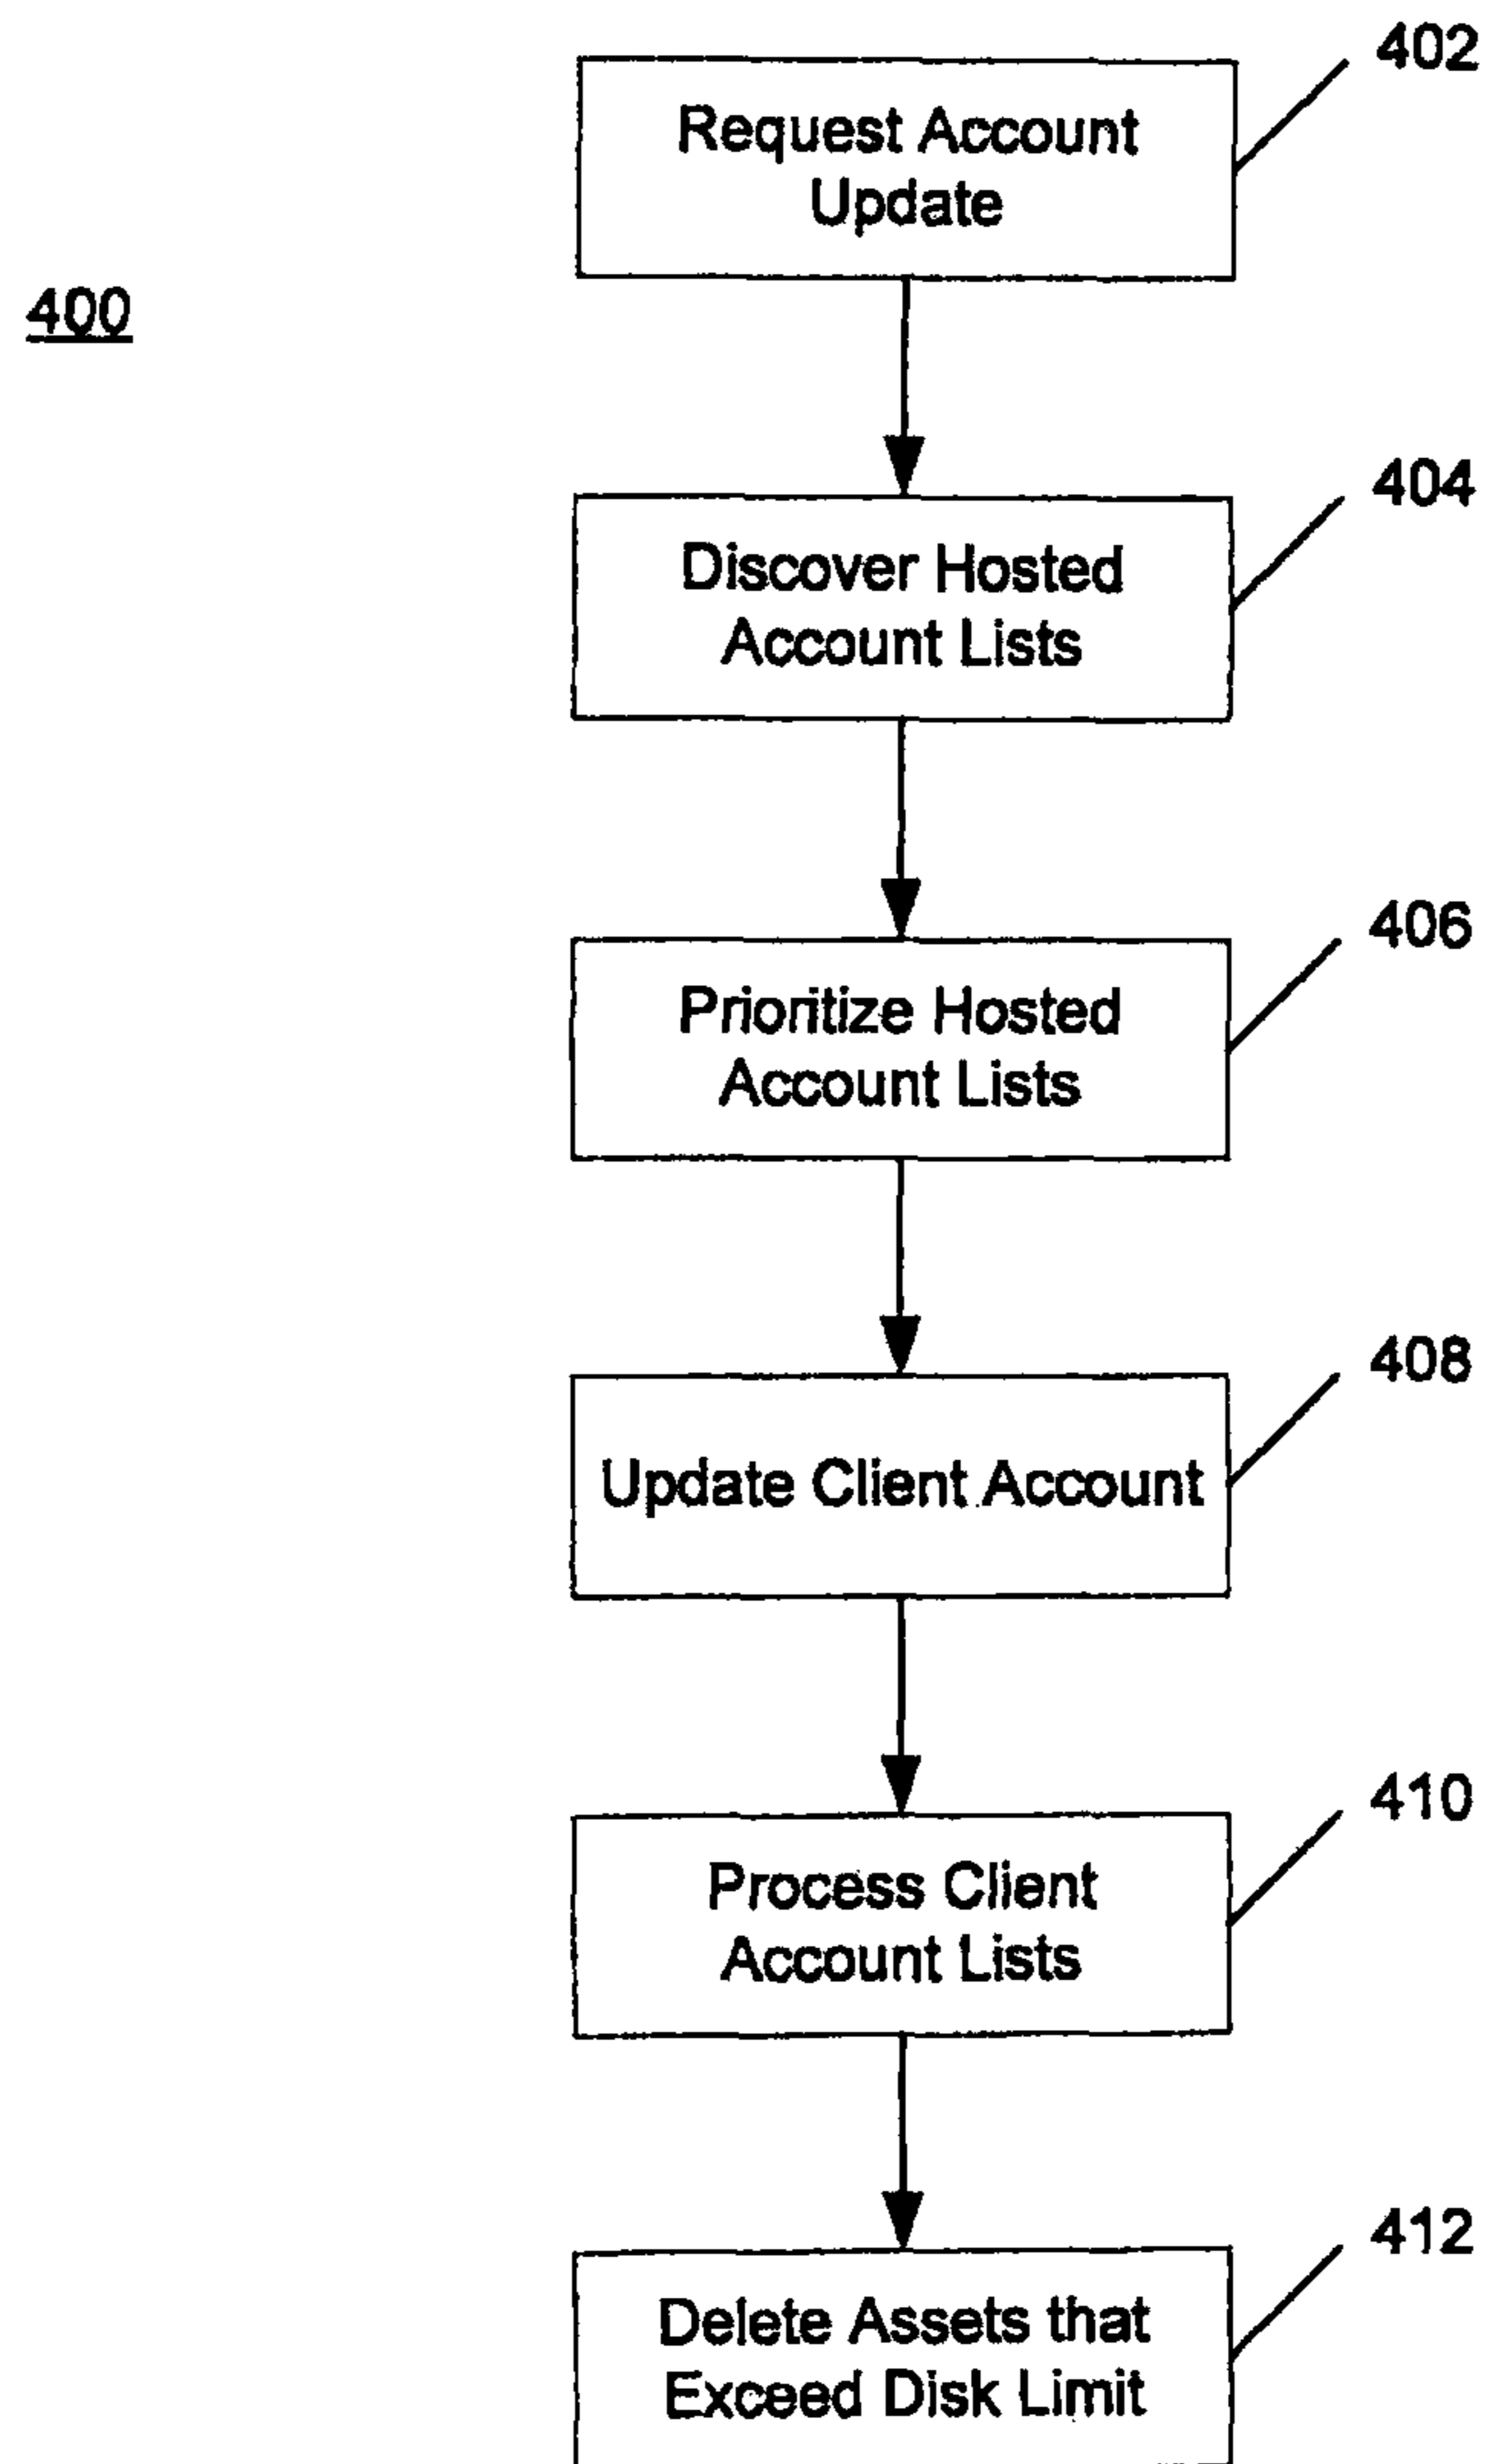 402
Request Account
Update
400
404
Discover Hosted
Account Lists
406
Prioritize Hosted
Account Lists
408
Update Client Account
410
Process Client
Account Lists
412
Delete Assets that
Exceed Disk Limit